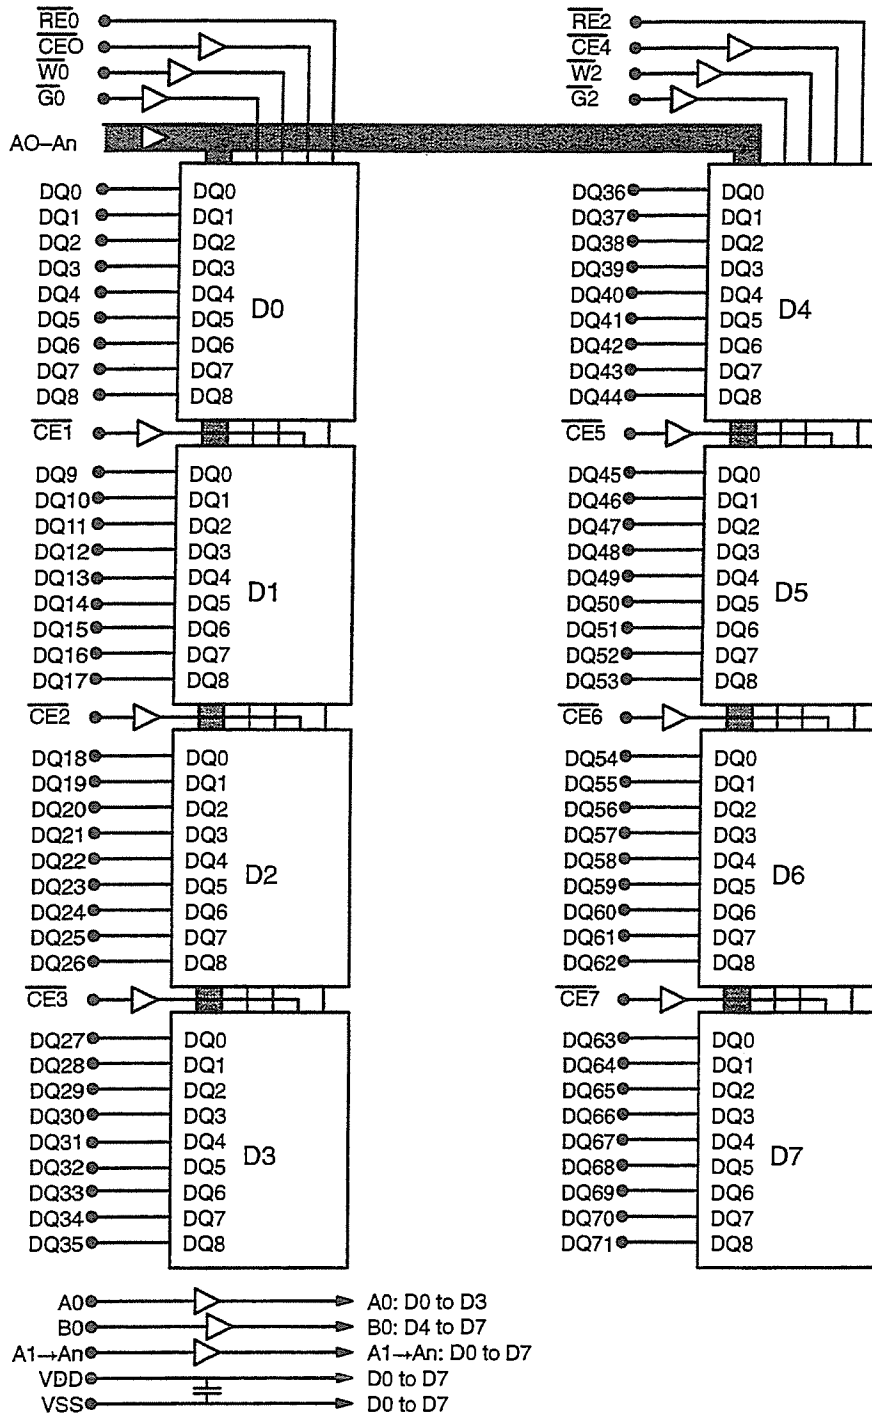 RE0
CEO
W0
G0
AO–An
DQ0 DQ0
DQ1 DQ1
DQ2 DQ2
DQ3 DQ3
DQ4 DQ4
DQ5 DQ5
DQ6 DQ6
DQ7 DQ7
DQ8 DQ8
D0
CE1
DQ9 DQ0
DQ10 DQ1
DQ11 DQ2
DQ12 DQ3
DQ13 DQ4
DQ14 DQ5
DQ15 DQ6
DQ16 DQ7
DQ17 DQ8
D1
CE2
DQ18 DQ0
DQ19 DQ1
DQ20 DQ2
DQ21 DQ3
DQ22 DQ4
DQ23 DQ5
DQ24 DQ6
DQ25 DQ7
DQ26 DQ8
D2
CE3
DQ27 DQ0
DQ28 DQ1
DQ29 DQ2
DQ30 DQ3
DQ31 DQ4
DQ32 DQ5
DQ33 DQ6
DQ34 DQ7
DQ35 DQ8
D3
RE2
CE4
W2
G2
DQ36 DQ0
DQ37 DQ1
DQ38 DQ2
DQ39 DQ3
DQ40 DQ4
DQ41 DQ5
DQ42 DQ6
DQ43 DQ7
DQ44 DQ8
D4
CE5
DQ45 DQ0
DQ46 DQ1
DQ47 DQ2
DQ48 DQ3
DQ49 DQ4
DQ50 DQ5
DQ51 DQ6
DQ52 DQ7
DQ53 DQ8
D5
CE6
DQ54 DQ0
DQ55 DQ1
DQ56 DQ2
DQ57 DQ3
DQ58 DQ4
DQ59 DQ5
DQ60 DQ6
DQ61 DQ7
DQ62 DQ8
D6
CE7
DQ63 DQ0
DQ64 DQ1
DQ65 DQ2
DQ66 DQ3
DQ67 DQ4
DQ68 DQ5
DQ69 DQ6
DQ70 DQ7
DQ71 DQ8
D7
A0 A0: D0 to D3
B0 B0: D4 to D7
A1→An A1→An: D0 to D7
VDD D0 to D7
VSS D0 to D7